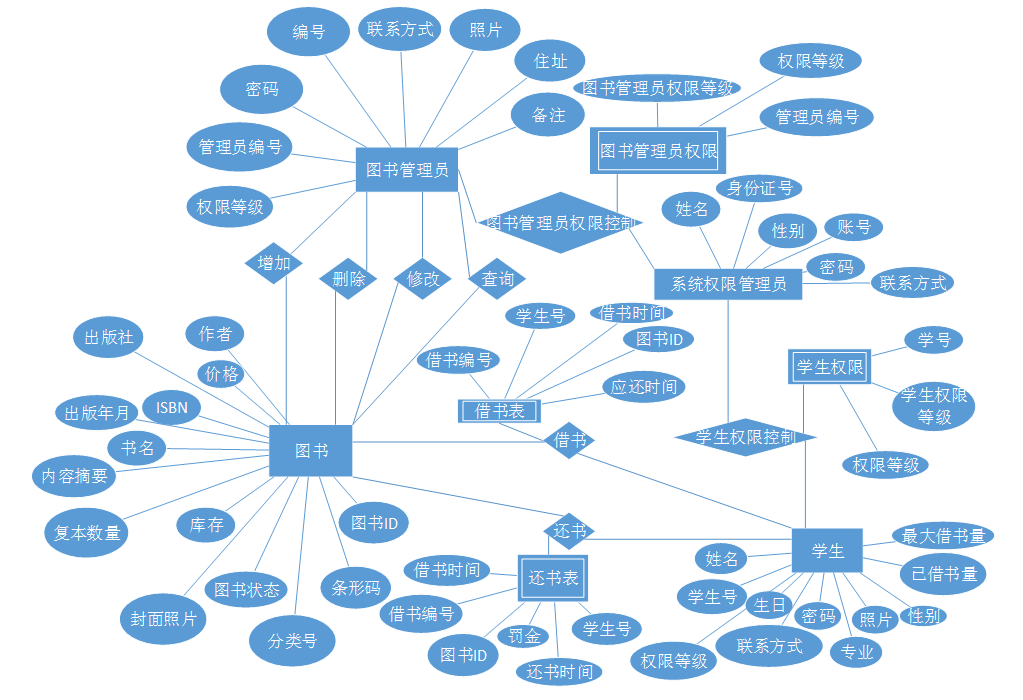 编号
联系方式
照片
住址
备注
密码
管理员编号
权限等级
图书管理员
权限等级
图书管理员权限等级
管理员编号
图书管理员权限
图书管理员权限控制
身份证号
姓名
性别
账号
密码
联系方式
系统权限管理员
增加
删除
修改
查询
学生号
借书时间
图书ID
借书编号
应还时间
借书表
出版社
作者
价格
ISBN
出版年月
书名
内容摘要
复本数量
图书
借书
学生权限控制
学生权限
学号
学生权限
等级
权限等级
库存
图书ID
图书状态
条形码
封面照片
分类号
还书
还书表
借书时间
借书编号
图书ID
罚金
学生号
还书时间
学生
最大借书量
已借书量
姓名
学生号
生日
密码
照片
性别
权限等级
联系方式
专业